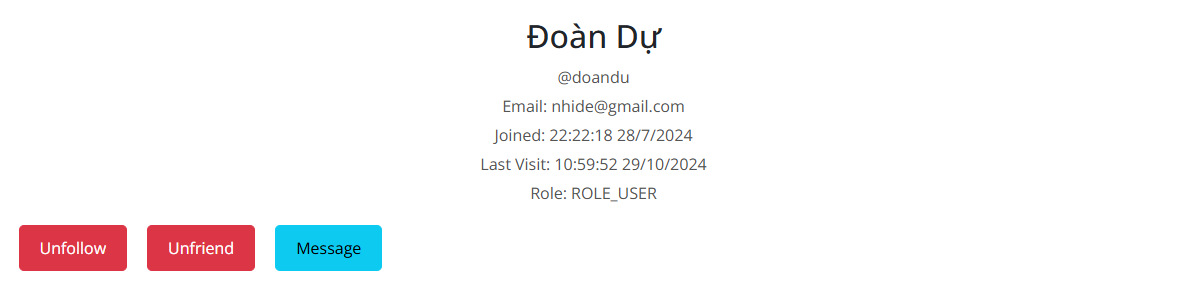 Đoàn Dự
@doandu
Email: nhide@gmail.com
Joined: 22:22:18 28/7/2024
Last Visit: 10:59:52 29/10/2024
Role: ROLE_USER
Unfollow Unfriend Message